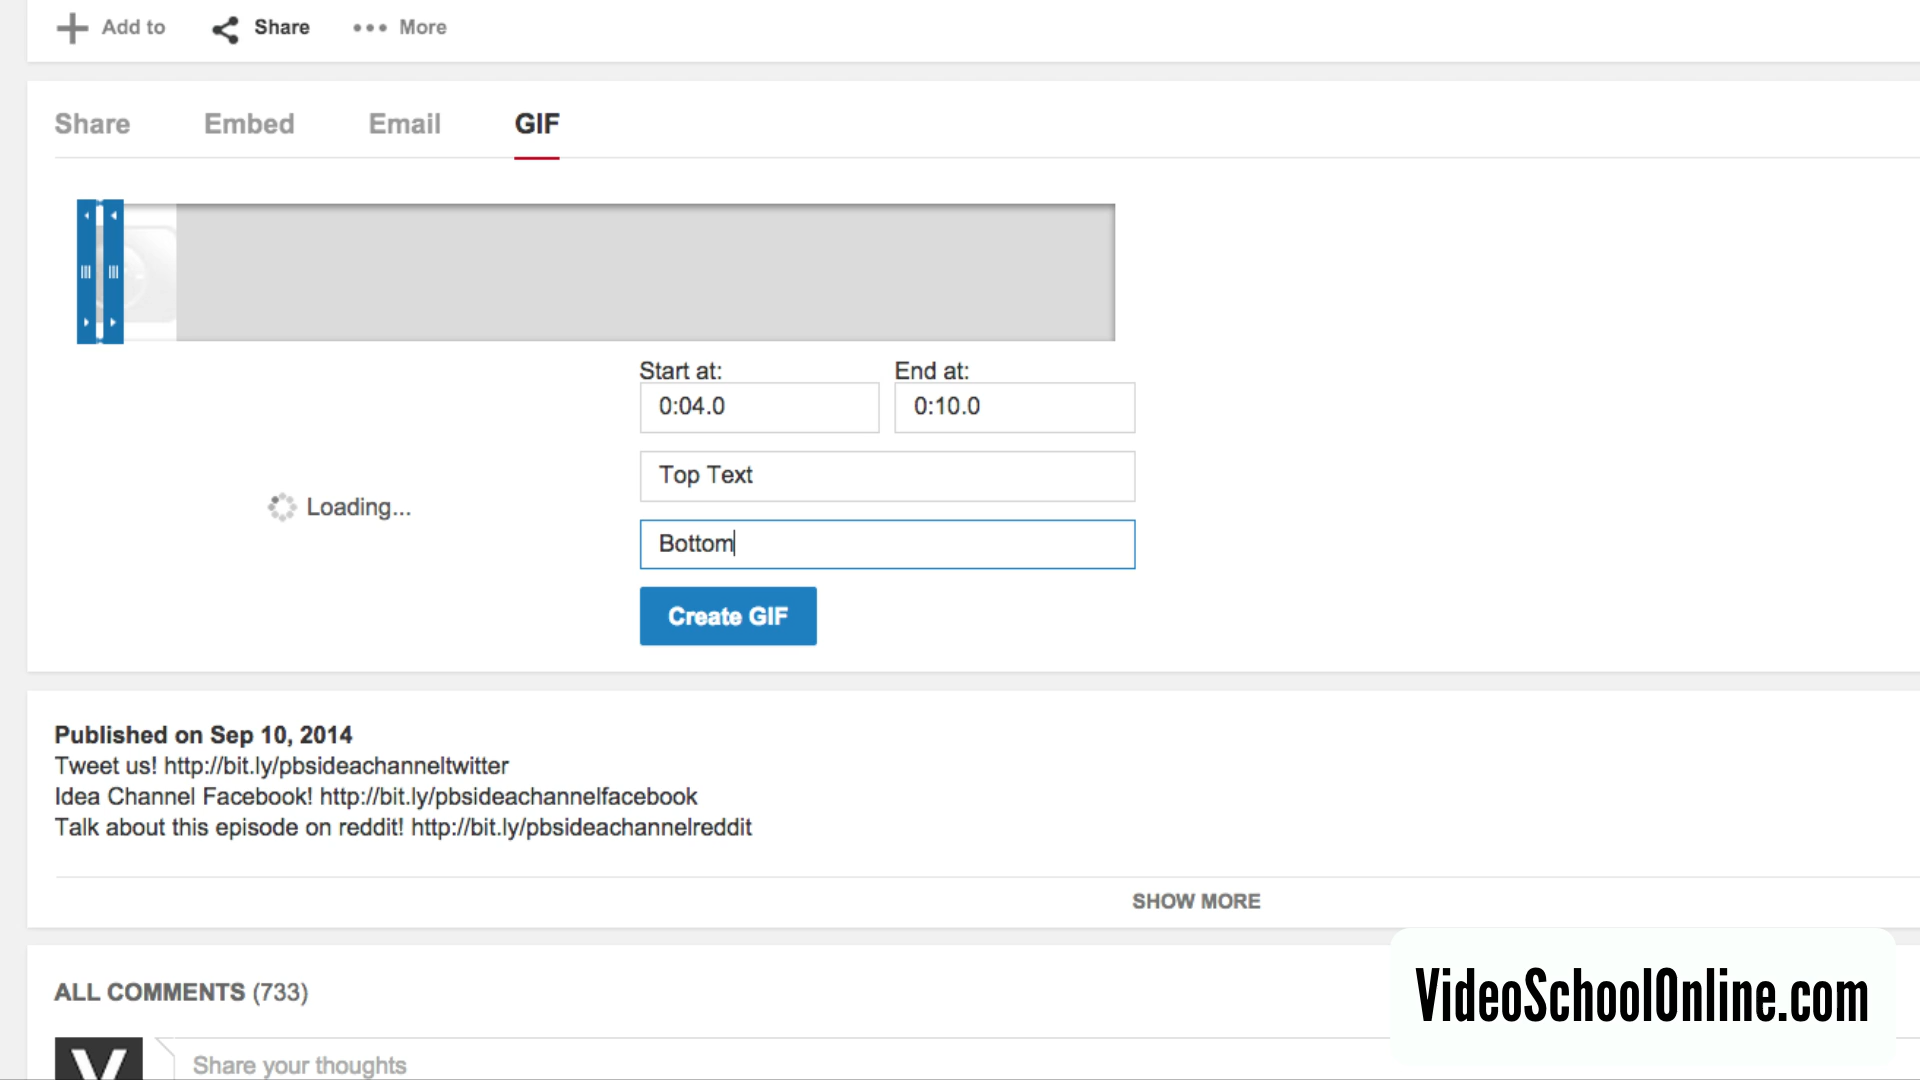 Add to Share More
Share Embed Email GIF
Start at: End at:
0:04.0 0:10.0
Top Text
Loading...
Bottom
Create GIF
Published on Sep 10, 2014
Tweet us! http://bit.ly/pbsideachanneltwitter
Idea Channel Facebook! http://bit.ly/pbsideachannelfacebook
Talk about this episode on reddit! http://bit.ly/pbsideachannelreddit
SHOW MORE
ALL COMMENTS (733)
VideoSchoolOnline.com
V
Share your thoughts